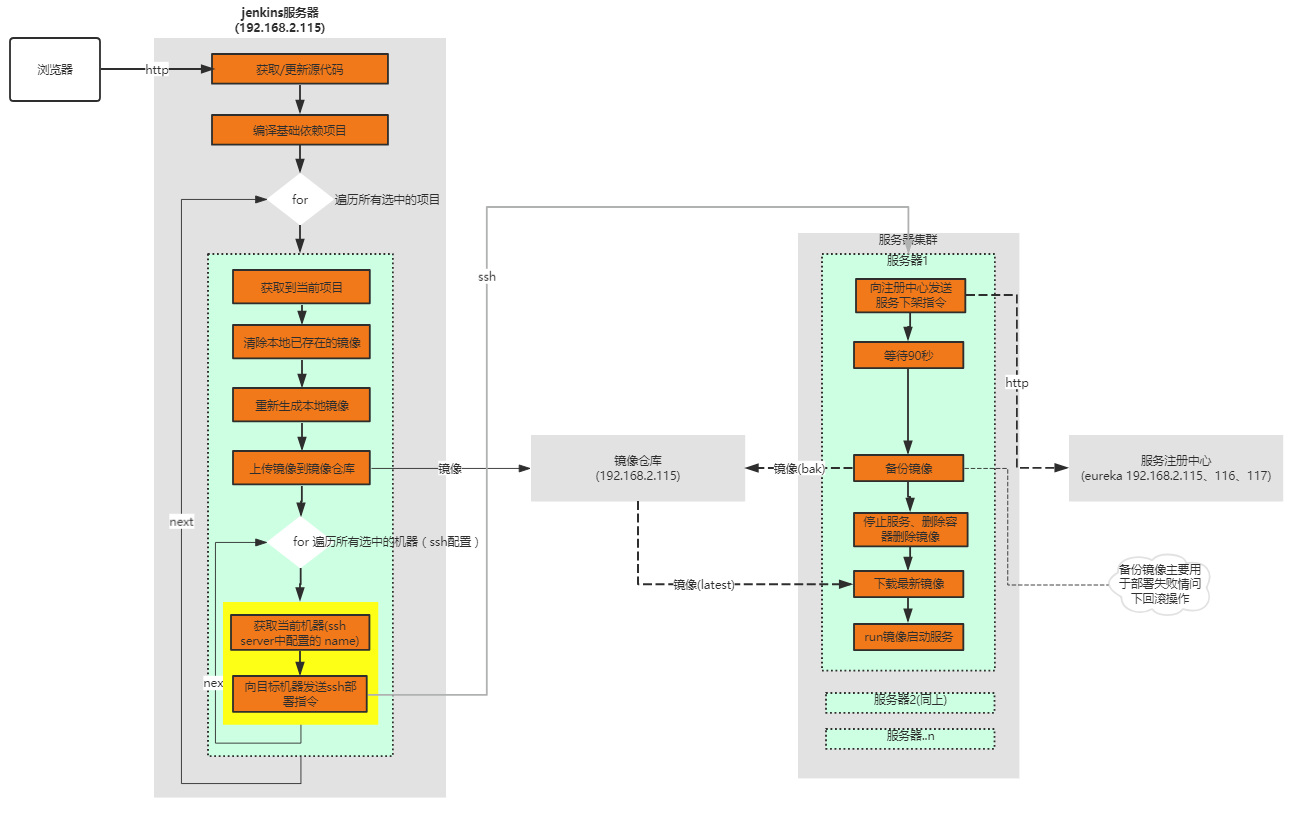 jenkins服务器
(192.168.2.115)
浏览器
http
获取/更新源代码
编译基础依赖项目
for
遍历所有选中的项目
获取到当前项目
清除本地已存在的镜像
重新生成本地镜像
上传镜像到镜像仓库
镜像
next
for 遍历所有选中的机器（ssh配置）
获取当前机器(ssh
server中配置的 name)
nex
向目标机器发送ssh部
署指令
ssh
镜像仓库
(192.168.2.115)
镜像(bak)
镜像(latest)
服务器集群
服务器1
向注册中心发送
服务下架指令
等待90秒
备份镜像
停止服务、删除容
器删除镜像
下载最新镜像
run镜像启动服务
服务器2(同上)
服务器..n
http
服务注册中心
(eureka 192.168.2.115、116、117)
备份镜像主要用
于部署失败情问
下回滚操作